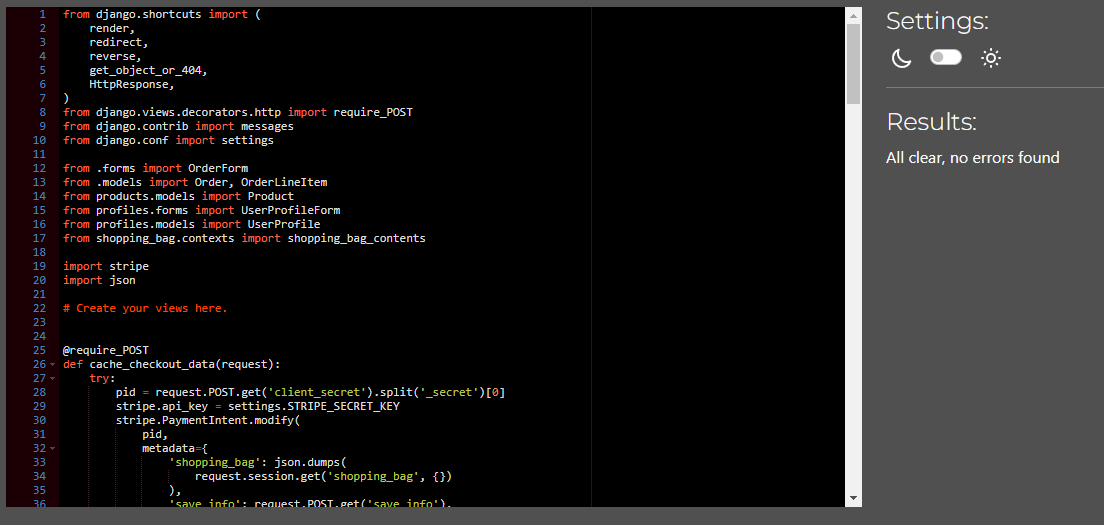 1 from django.shortcuts import (
2     render,
3     redirect,
4     reverse,
5     get_object_or_404,
6     HttpResponse,
7 )
8 from django.views.decorators.http import require_POST
9 from django.contrib import messages
10 from django.conf import settings
11
12 from .forms import OrderForm
13 from .models import Order, OrderLineItem
14 from products.models import Product
15 from profiles.forms import UserProfileForm
16 from profiles.models import UserProfile
17 from shopping_bag.contexts import shopping_bag_contents
18
19 import stripe
20 import json
21
22 # Create your views here.
23
24
25 @require_POST
26 def cache_checkout_data(request):
27     try:
28         pid = request.POST.get('client_secret').split('_secret')[0]
29         stripe.api_key = settings.STRIPE_SECRET_KEY
30         stripe.PaymentIntent.modify(
31             pid,
32             metadata={
33                 'shopping_bag': json.dumps(
34                     request.session.get('shopping_bag', {})
35                 ),
36                 'save_info': request.POST.get('save_info'),
Settings:
Results:
All clear, no errors found